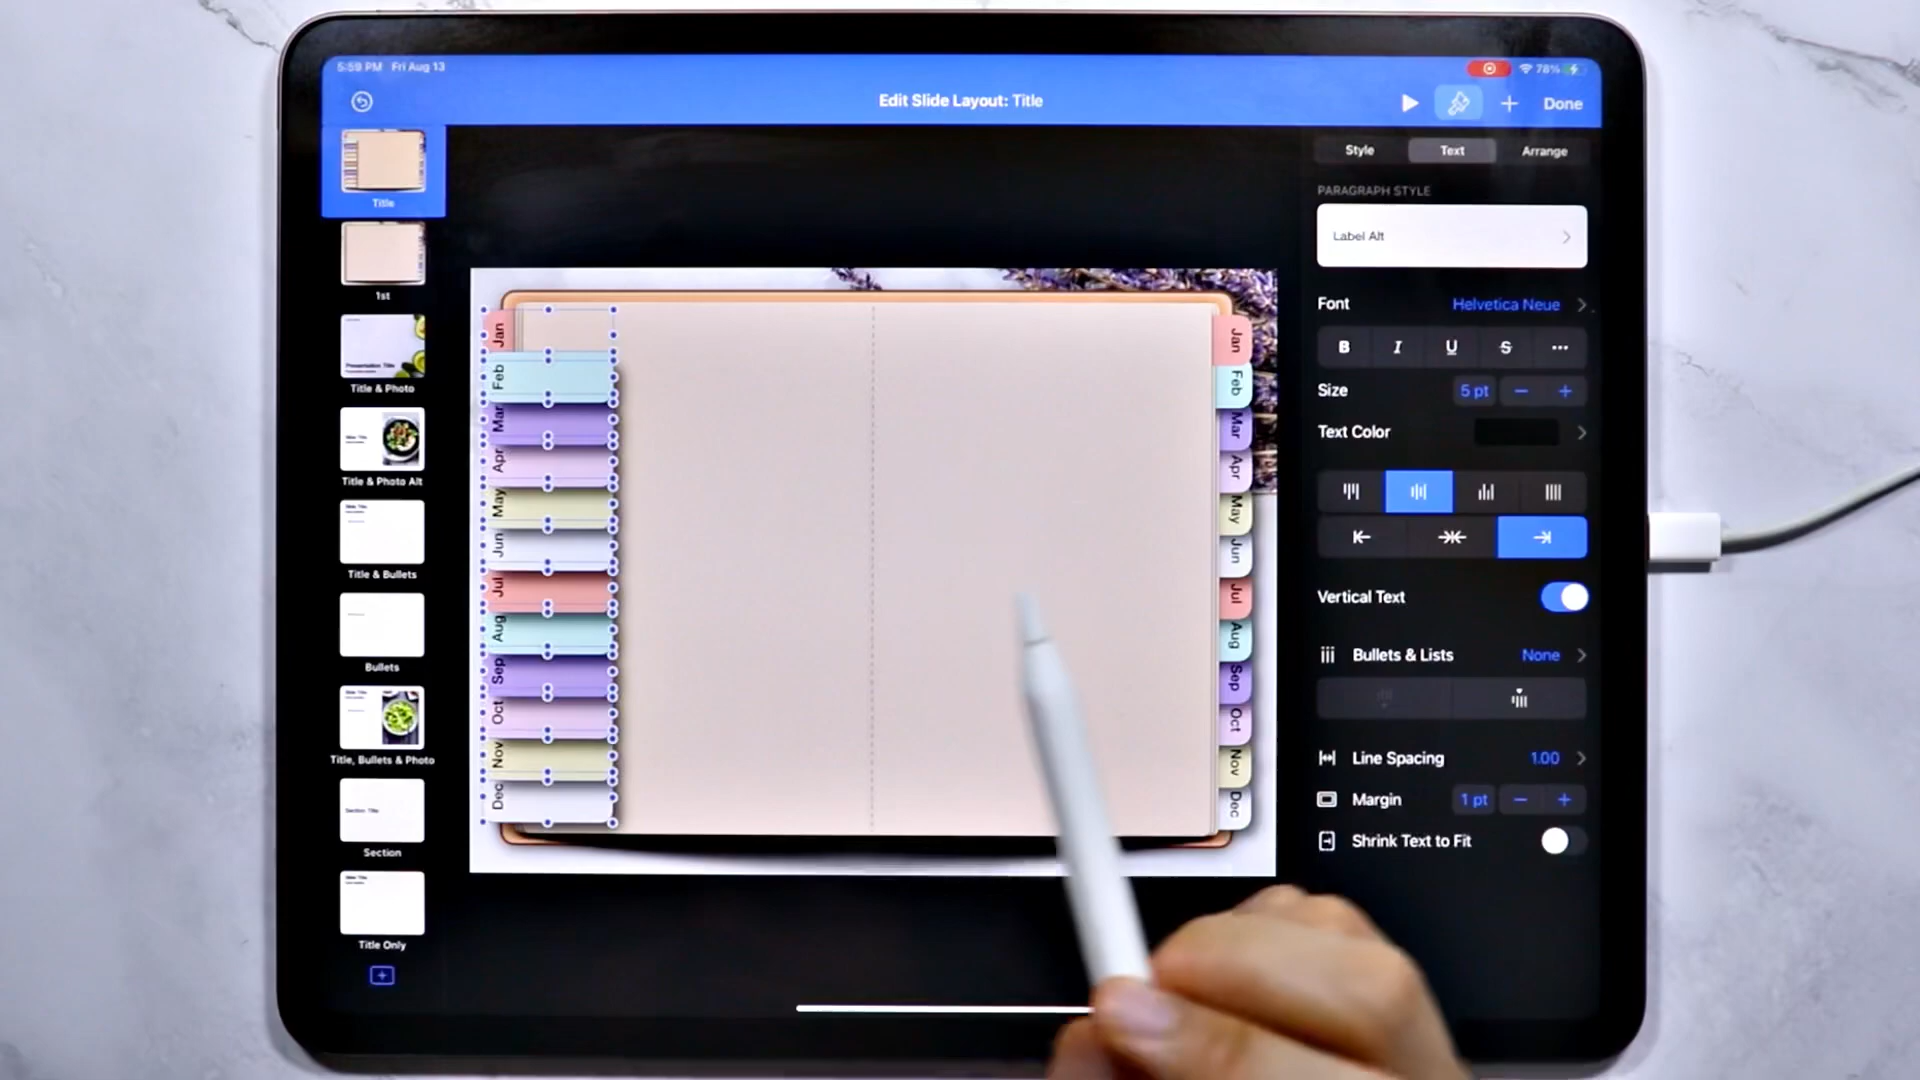 5:59 PM Fri Aug 13
78%
Edit Slide Layout: Title
Done
Title
1st
Presentation Title
Title & Photo
Title & Photo Alt
Title & Bullets
Bullets
Title, Bullets & Photo
Section Title
Section
Title Only
Jan
Feb
Mar
Apr
May
Jun
Jul
Aug
Sep
Oct
Nov
Dec
Jan
Feb
Mar
Apr
May
Jun
Jul
Aug
Sep
Oct
Nov
Dec
Style Text Arrange
PARAGRAPH STYLE
Label Alt
Font Helvetica Neue
B I U S
Size 5 pt
Text Color
Vertical Text
Bullets & Lists None
Line Spacing 1.00
Margin 1 pt
Shrink Text to Fit